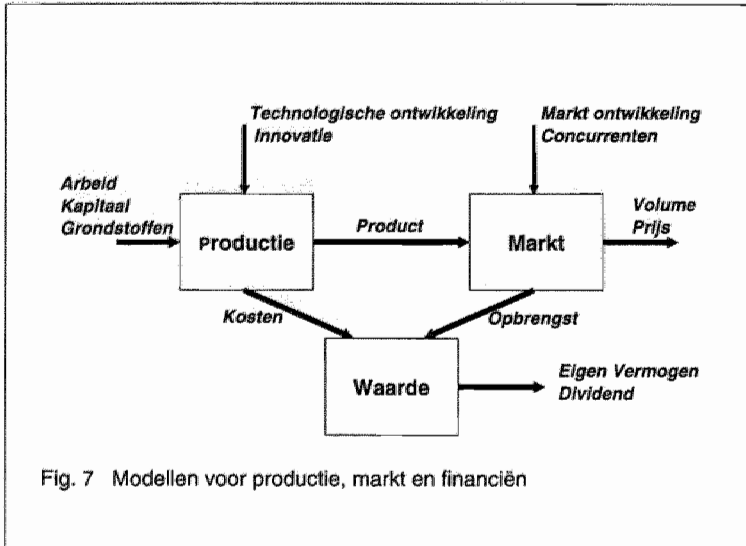 Technologische ontwikkeling
Innovatie
Markt ontwikkeling
Concurrenten
Arbeid
Kapitaal
Grondstoffen
Productie
Product
Markt
Volume
Prijs
Kosten
Opbrengst
Waarde
Eigen Vermogen
Dividend
Fig. 7 Modellen voor productie, markt en financiën